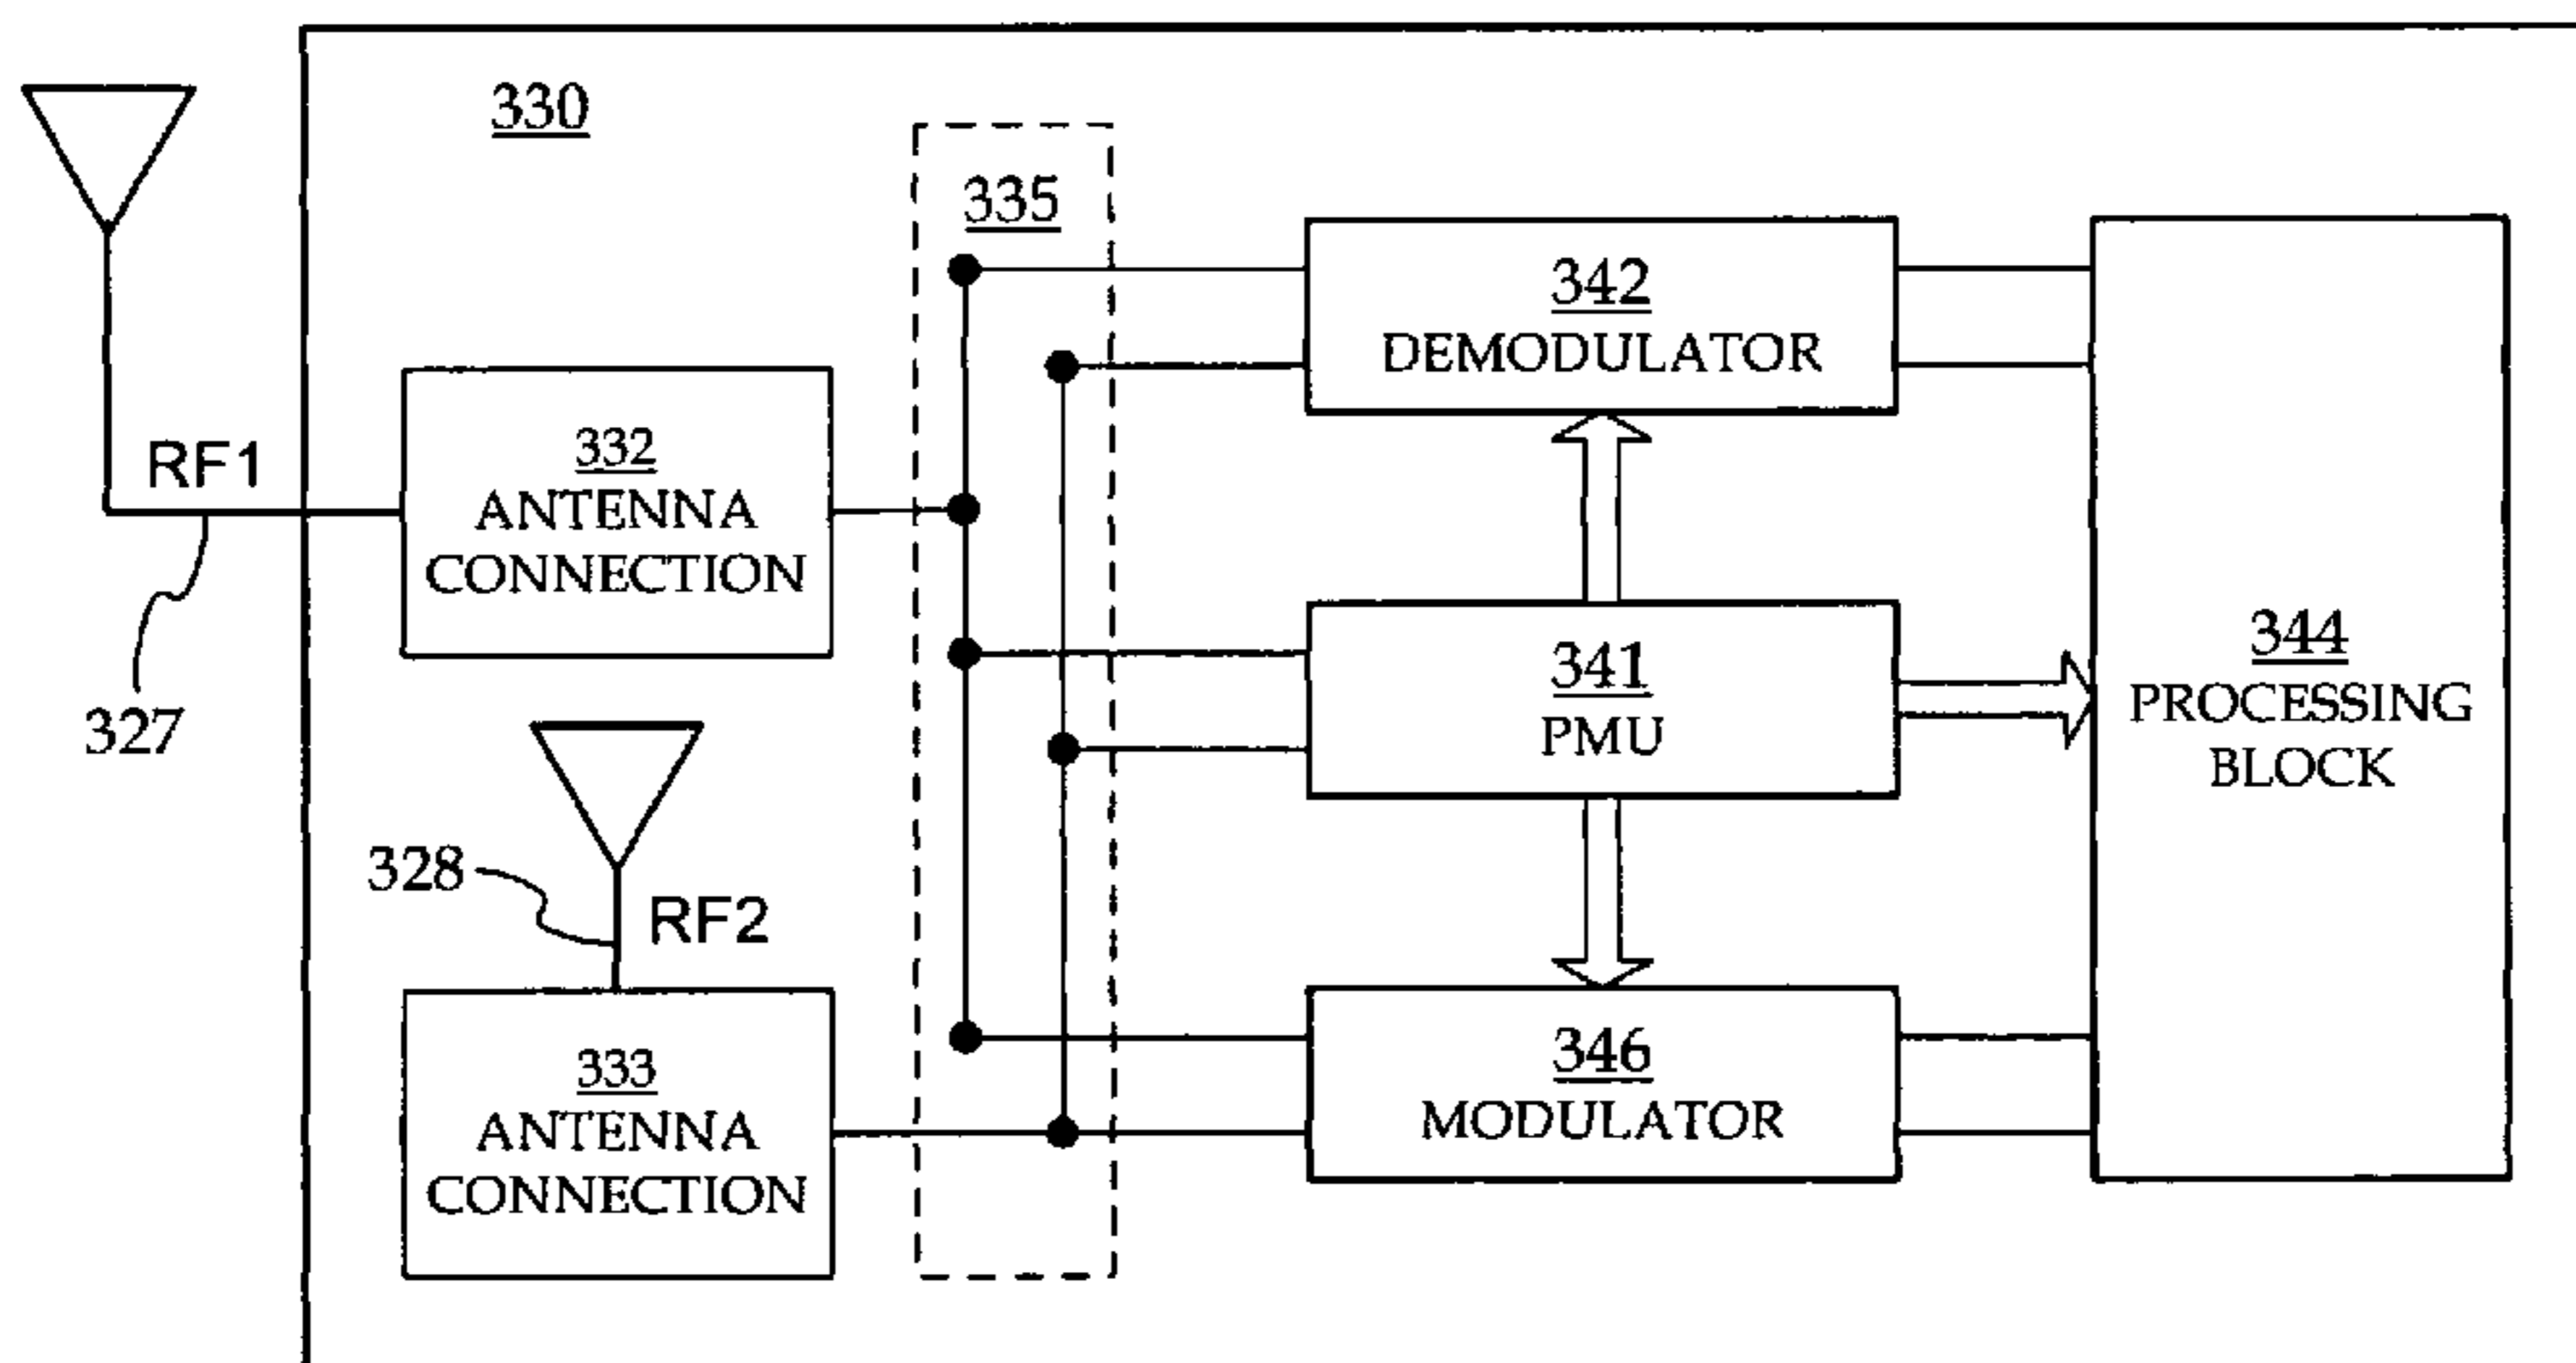 330
335
342
DEMODULATOR
RF1
332
ANTENNA
CONNECTION
327
341
PMU
344
PROCESSING
BLOCK
328
RF2
333
ANTENNA
CONNECTION
346
MODULATOR